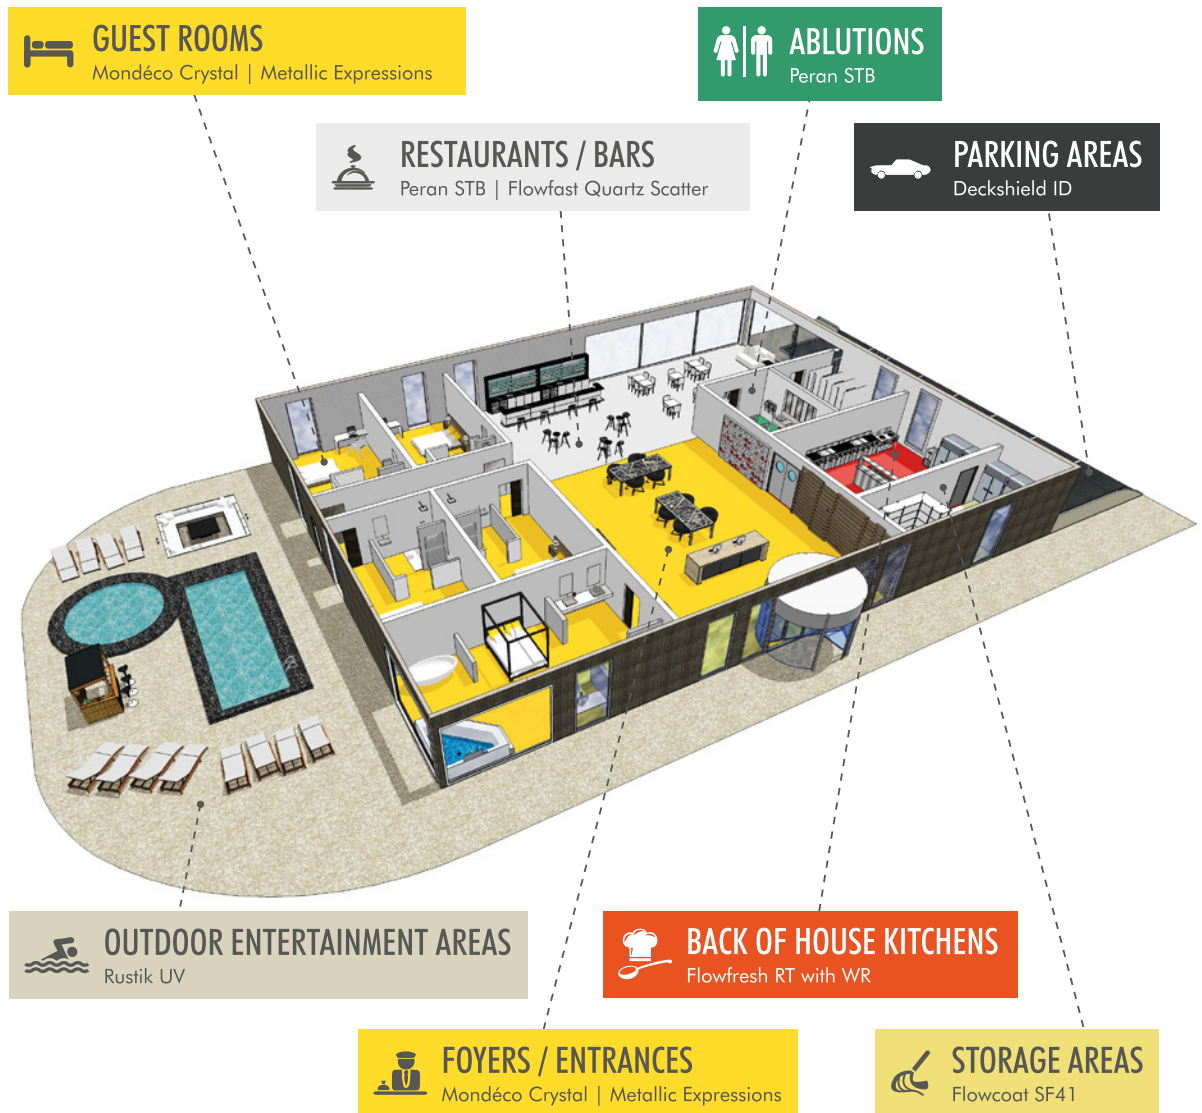 GUEST ROOMS
Mondéco Crystal | Metallic Expressions
ABLUTIONS
Peran STB
RESTAURANTS / BARS
Peran STB | Flowfast Quartz Scatter
PARKING AREAS
Deckshield ID
OUTDOOR ENTERTAINMENT AREAS
Rustik UV
BACK OF HOUSE KITCHENS
Flowfresh RT with WR
FOYERS / ENTRANCES
Mondéco Crystal | Metallic Expressions
STORAGE AREAS
Flowcoat SF41